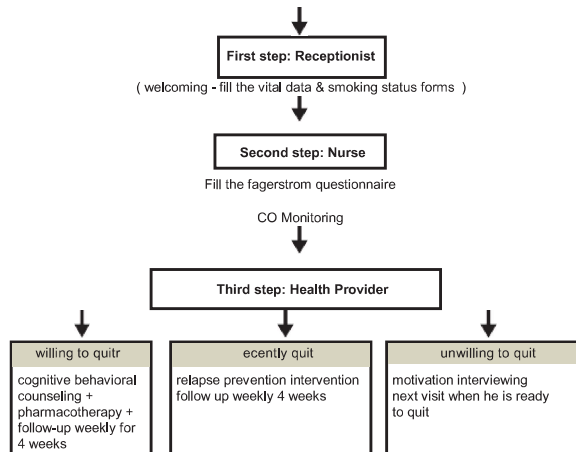 First step: Receptionist
( welcoming - fill the vital data & smoking status forms )
Second step: Nurse
Fill the fagerstrom questionnaire
CO Monitoring
Third step: Health Provider
willing to quitr
cognitive behavioral
counseling +
pharmacotherapy +
follow-up weekly for
4 weeks
ecently quit
relapse prevention intervention
follow up weekly 4 weeks
unwilling to quit
motivation interviewing
next visit when he is ready
to quit